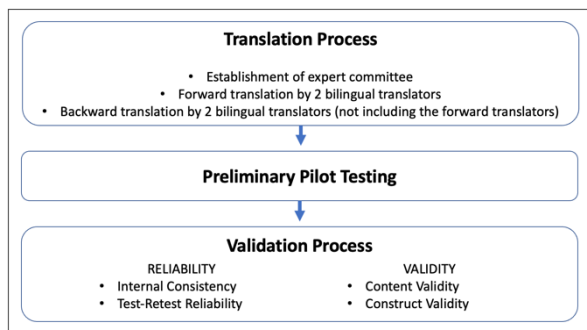 Translation Process
• Establishment of expert committee
• Forward translation by 2 bilingual translators
• Backward translation by 2 bilingual translators (not including the forward translators)
Preliminary Pilot Testing
Validation Process
RELIABILITY
• Internal Consistency
• Test-Retest Reliability
VALIDITY
• Content Validity
• Construct Validity